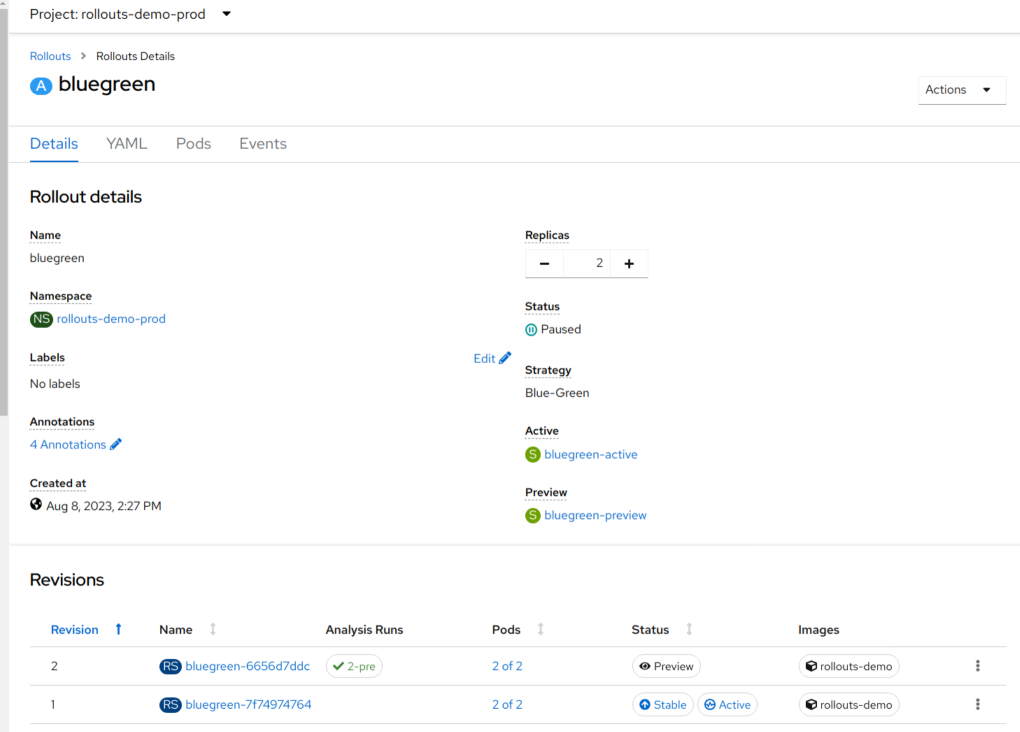 Project: rollouts-demo-prod
Rollouts > Rollouts Details
A bluegreen
Actions
Details YAML Pods Events
Rollout details
Name
bluegreen
Replicas
2
Namespace
NS rollouts-demo-prod
Status
Paused
Labels
Edit
No labels
Strategy
Blue-Green
Annotations
4 Annotations
Active
S bluegreen-active
Created at
Aug 8, 2023, 2:27 PM
Preview
S bluegreen-preview
Revisions
Revision Name Analysis Runs Pods Status Images
2 RS bluegreen-6656d7ddc 2-pre 2 of 2 Preview rollouts-demo
1 RS bluegreen-7f74974764 2 of 2 Stable Active rollouts-demo